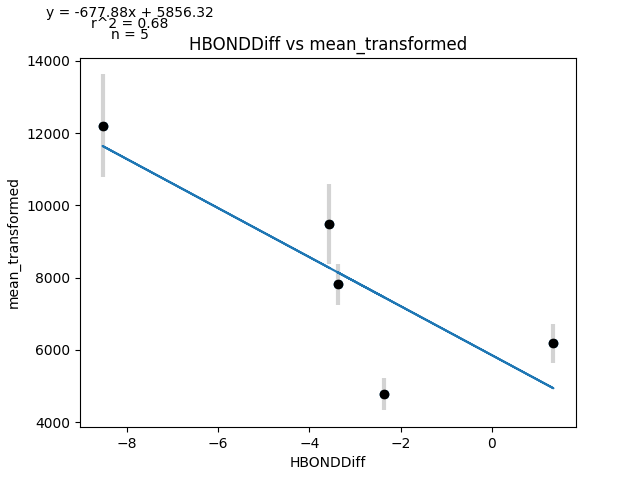 y = -677.88x + 5856.32
r^2 = 0.68
n = 5
HBONDDiff vs mean_transformed
14000
12000
10000
8000
6000
4000
mean_transformed
−8
−6
−4
−2
0
HBONDDiff